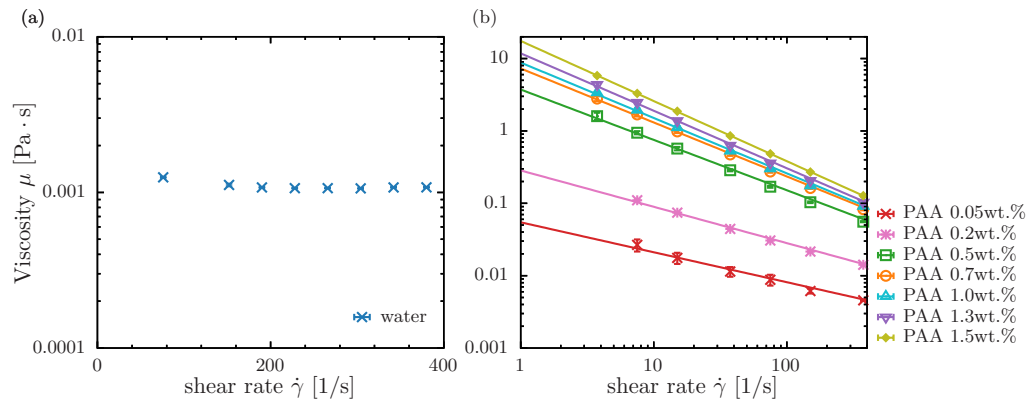 (a)
(b)
Viscosity μ [Pa · s]
0.01
0.001
0.0001
0
200
400
shear rate γ̇ [1/s]
water
10
1
0.1
0.01
0.001
1
10
100
shear rate γ̇ [1/s]
PAA 0.05wt.%
PAA 0.2wt.%
PAA 0.5wt.%
PAA 0.7wt.%
PAA 1.0wt.%
PAA 1.3wt.%
PAA 1.5wt.%